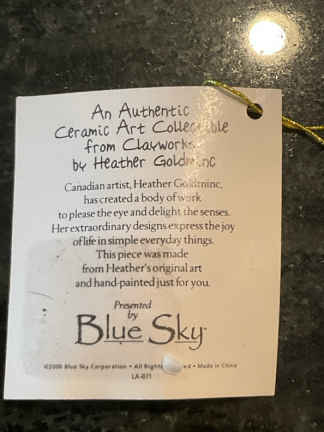 An Authentic
Ceramic Art Collectible
from Clayworks
by Heather Goldminc
Canadian artist, Heather Goldminc,
has created a body of work
to please the eye and delight the senses.
Her extraordinary designs express the joy
of life in simple everyday things.
This piece was made
from Heather's original art
and hand-painted just for you.
Presented
by
Blue Sky
©2006 Blue Sky Corporation • All Rights • Made in China